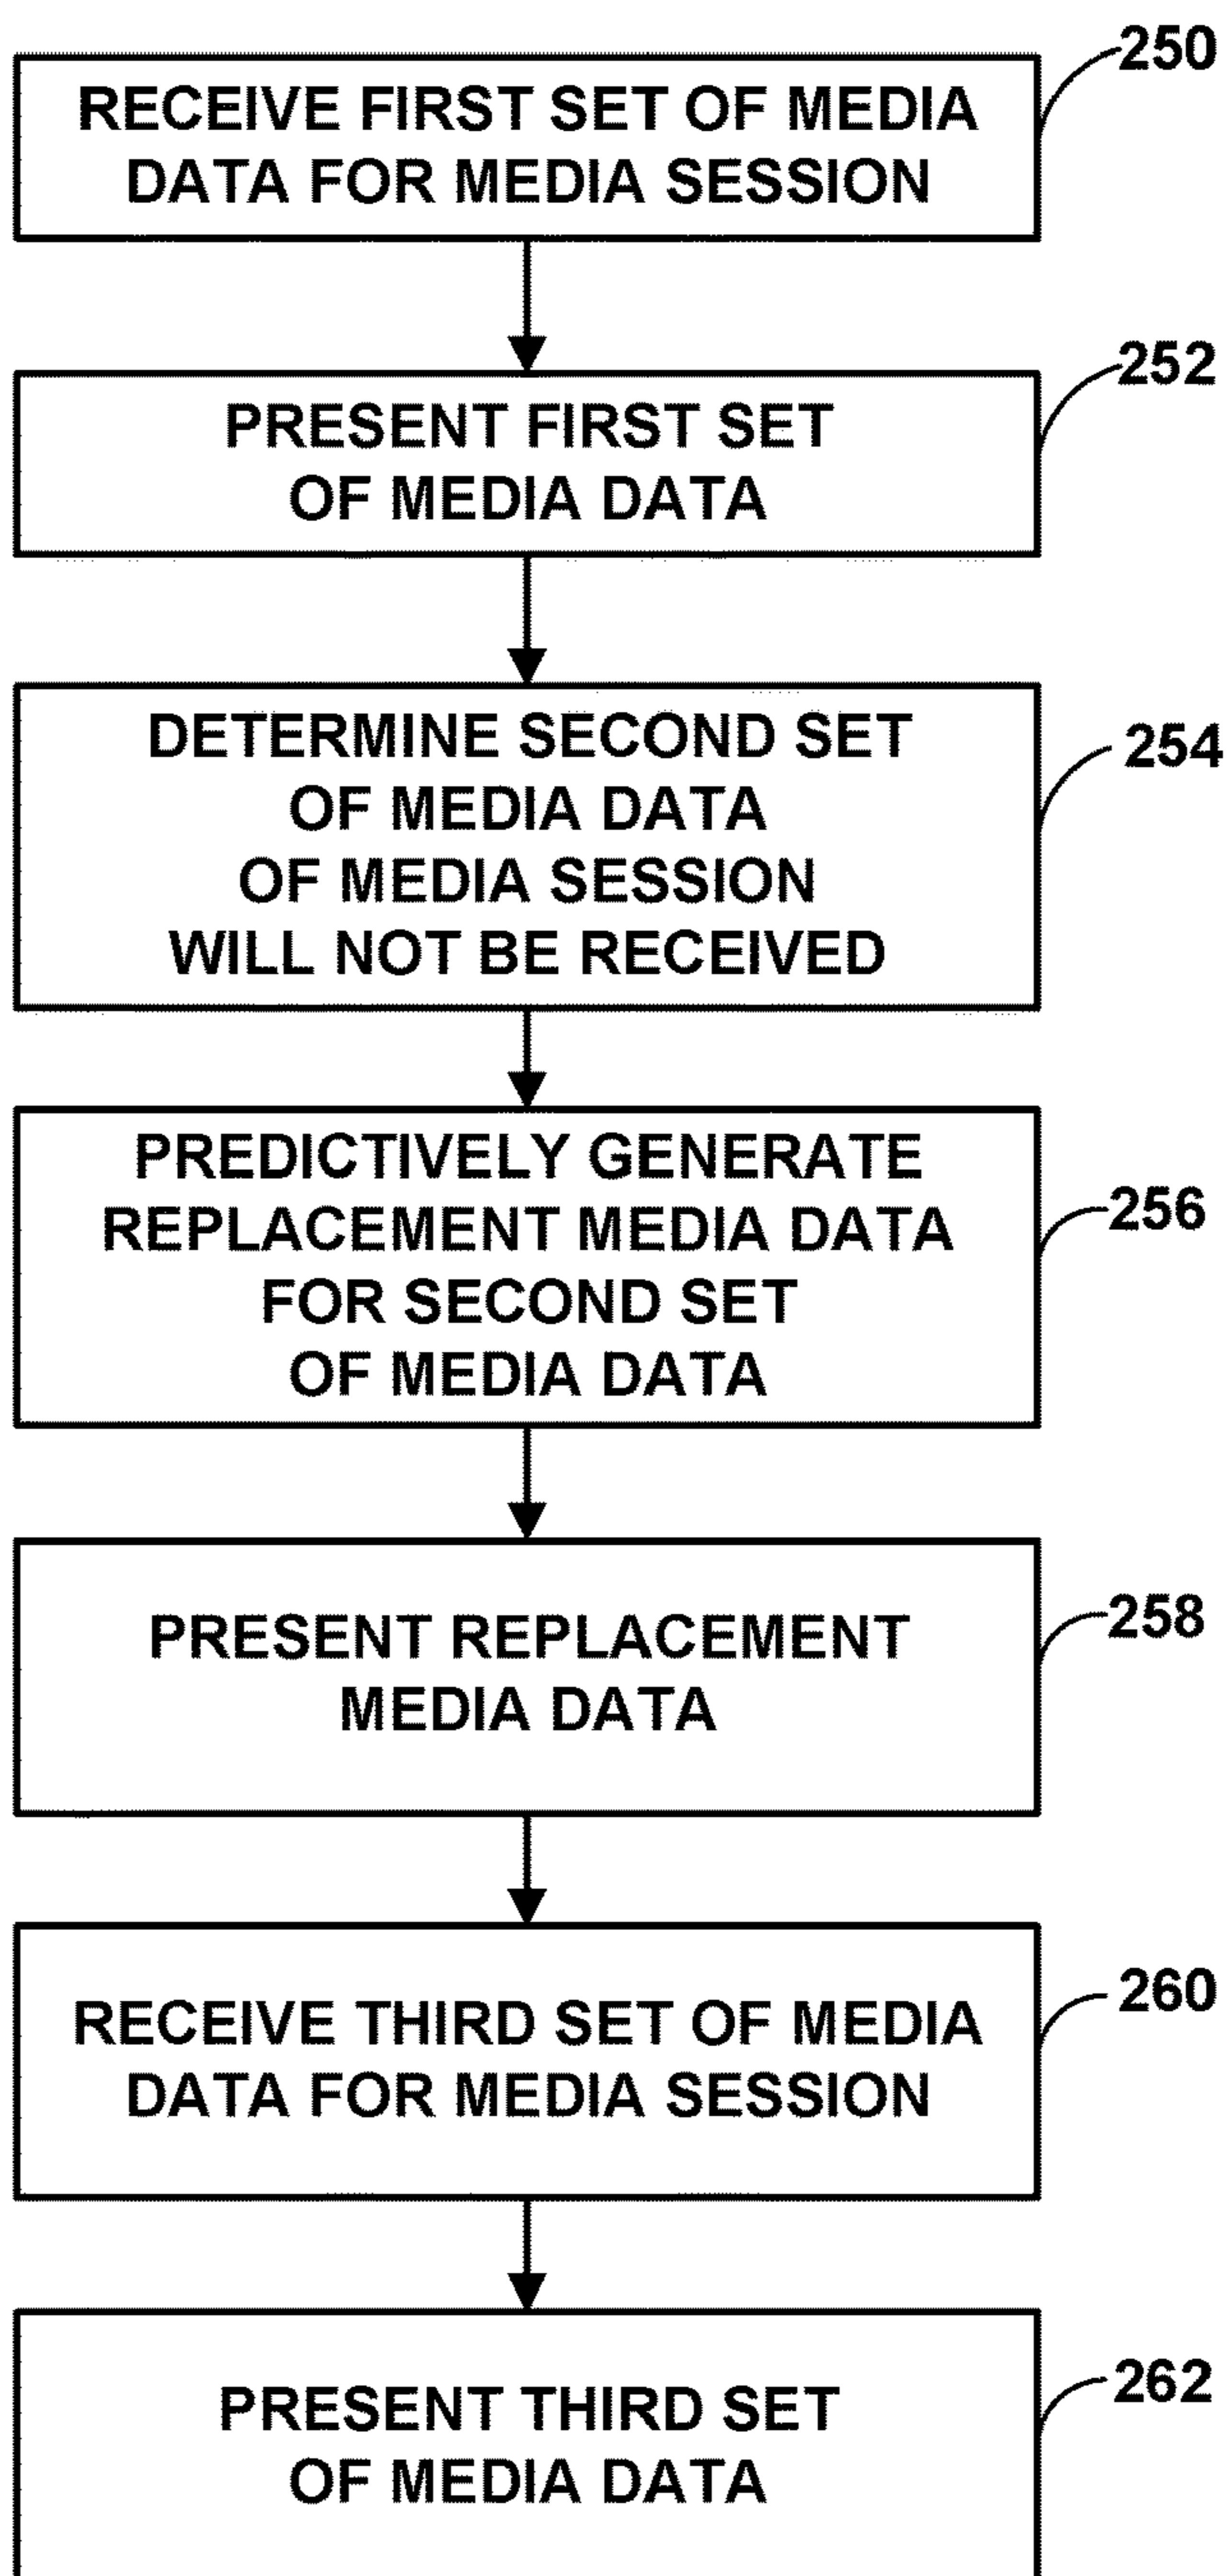 250
RECEIVE FIRST SET OF MEDIA
DATA FOR MEDIA SESSION
252
PRESENT FIRST SET
OF MEDIA DATA
254
DETERMINE SECOND SET
OF MEDIA DATA
OF MEDIA SESSION
WILL NOT BE RECEIVED
256
PREDICTIVELY GENERATE
REPLACEMENT MEDIA DATA
FOR SECOND SET
OF MEDIA DATA
258
PRESENT REPLACEMENT
MEDIA DATA
260
RECEIVE THIRD SET OF MEDIA
DATA FOR MEDIA SESSION
262
PRESENT THIRD SET
OF MEDIA DATA